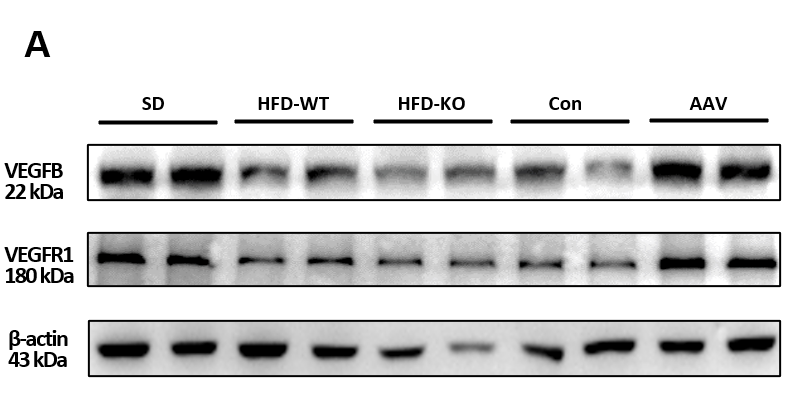 A
SD HFD-WT HFD-KO Con AAV
VEGFB
22 kDa
VEGFR1
180 kDa
β-actin
43 kDa